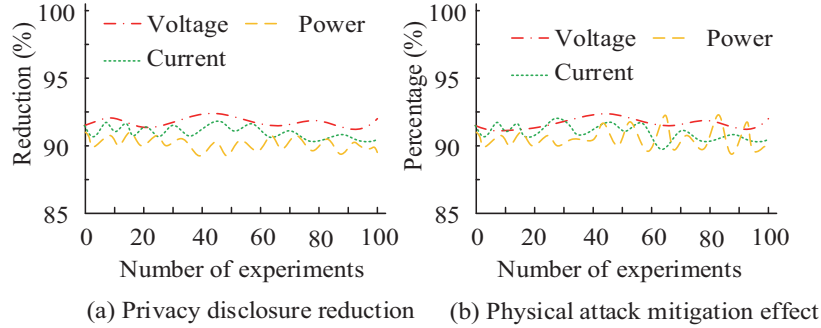 100
95
90
85
Reduction (%)
Voltage
Power
Current
0
20
40
60
80
100
Number of experiments
(a) Privacy disclosure reduction
100
95
90
85
Percentage (%)
Voltage
Power
Current
0
20
40
60
80
100
Number of experiments
(b) Physical attack mitigation effect